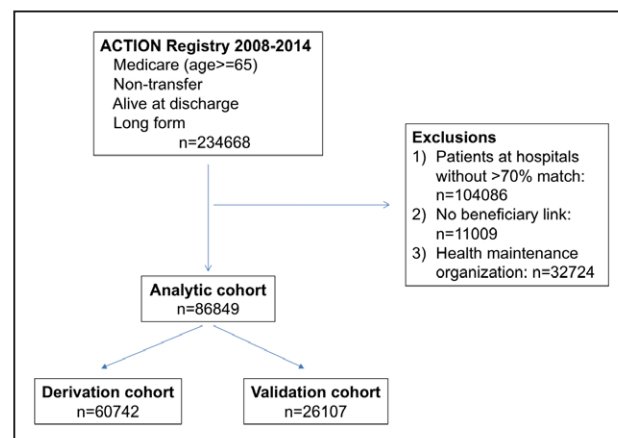 ACTION Registry 2008-2014
Medicare (age>=65)
Non-transfer
Alive at discharge
Long form
n=234668
Exclusions
1) Patients at hospitals
without >70% match:
n=104086
2) No beneficiary link:
n=11009
3) Health maintenance
organization: n=32724
Analytic cohort
n=86849
Derivation cohort
n=60742
Validation cohort
n=26107